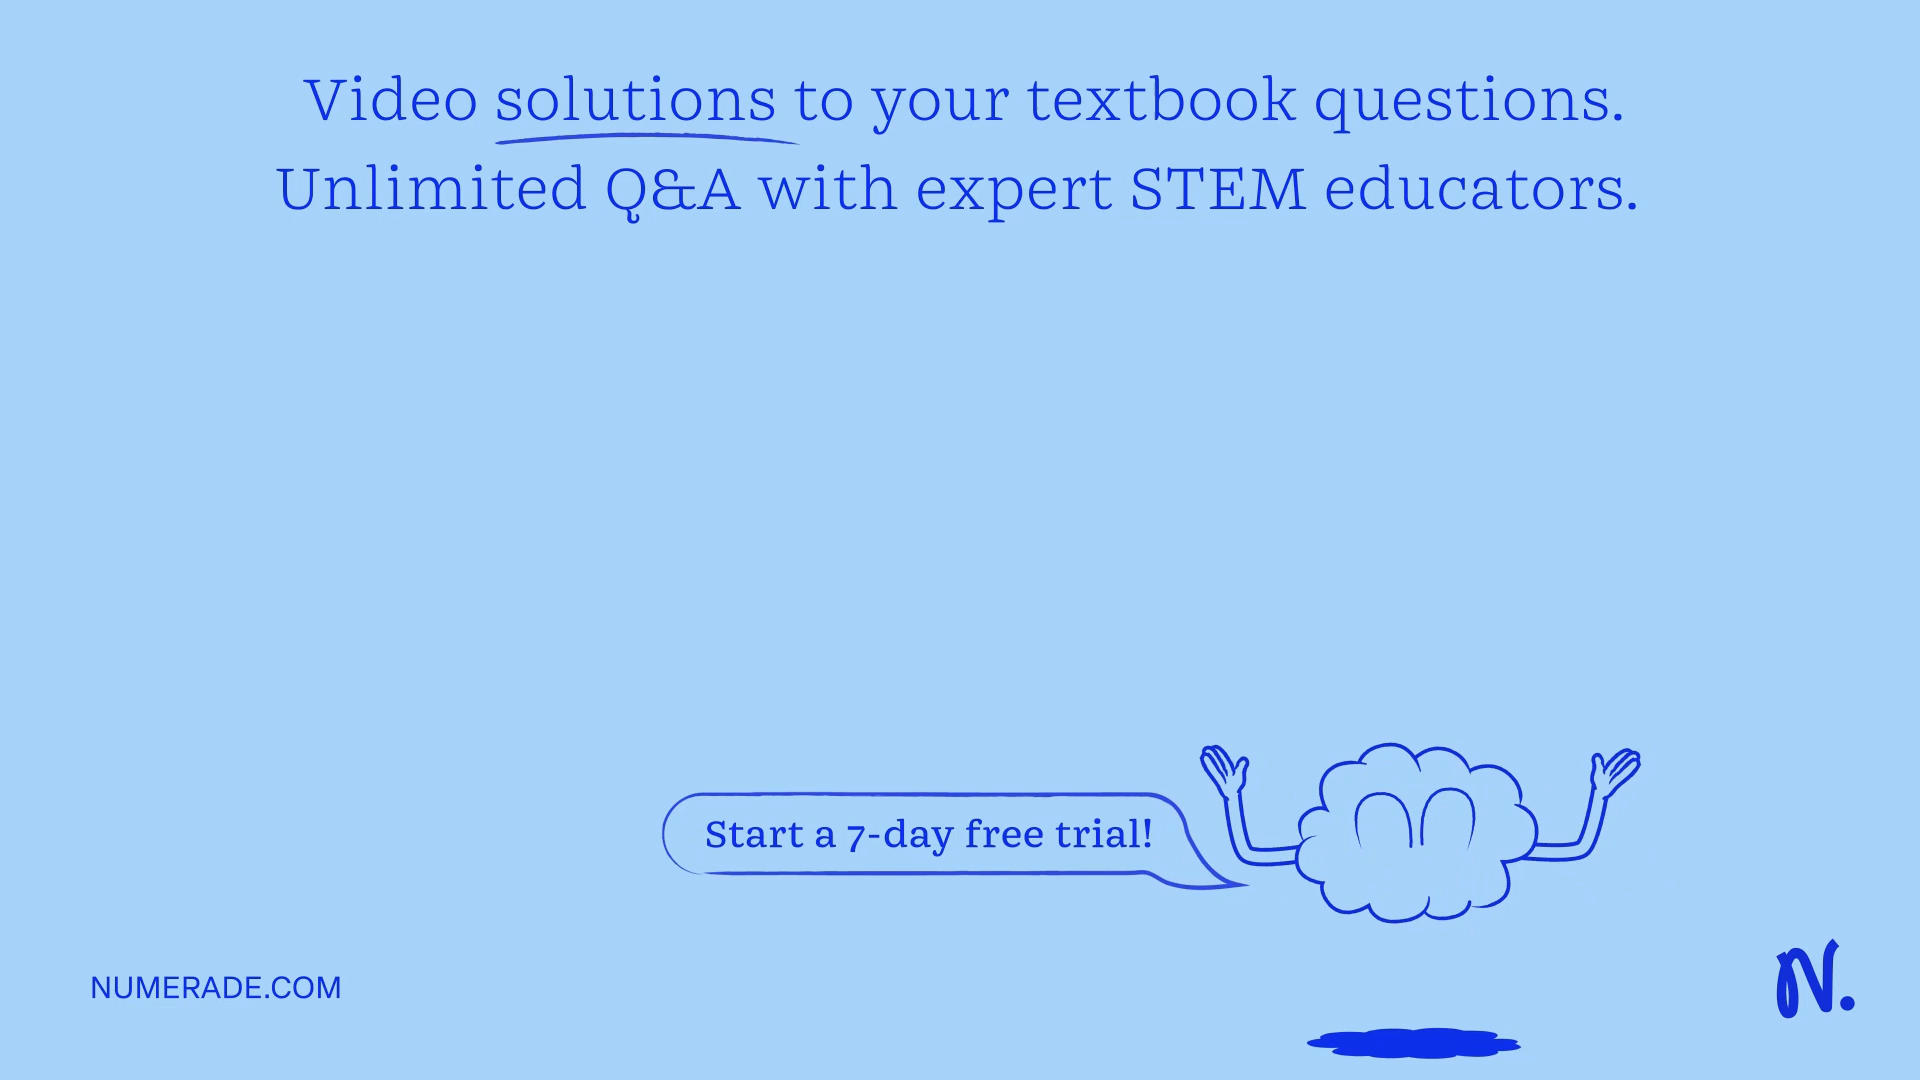 Video solutions to your textbook questions.
Unlimited Q&A with expert STEM educators.
Start a 7-day free trial!
NUMERADE.COM
N.